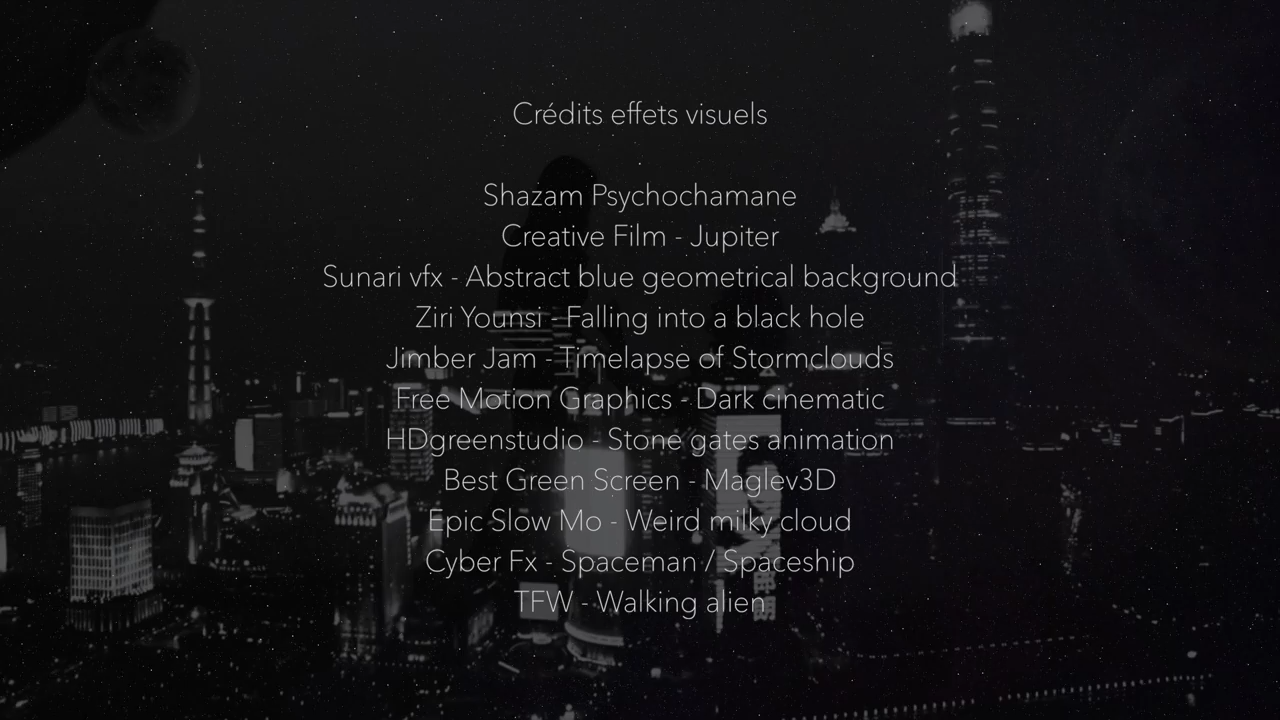 Crédits effets visuels
Shazam Psychochamane
Creative Film - Jupiter
Sunari vfx - Abstract blue geometrical background
Ziri Younsi - Falling into a black hole
Jimber Jam - Timelapse of Stormclouds
Free Motion Graphics - Dark cinematic
HDgreenstudio - Stone gates animation
Best Green Screen - Maglev3D
Epic Slow Mo - Weird milky cloud
Cyber Fx - Spaceman / Spaceship
TFW - Walking alien